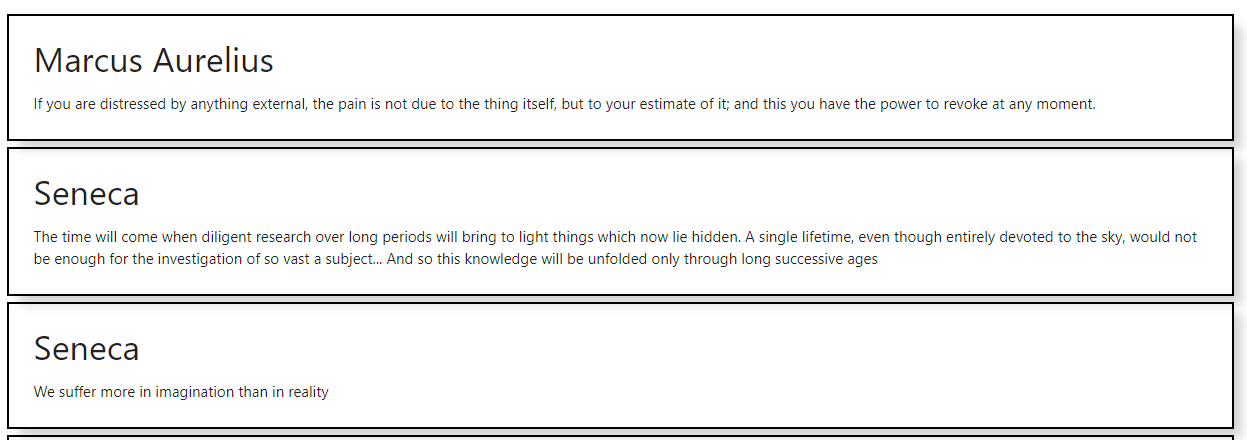 Marcus Aurelius
If you are distressed by anything external, the pain is not due to the thing itself, but to your estimate of it; and this you have the power to revoke at any moment.
Seneca
The time will come when diligent research over long periods will bring to light things which now lie hidden. A single lifetime, even though entirely devoted to the sky, would not
be enough for the investigation of so vast a subject... And so this knowledge will be unfolded only through long successive ages
Seneca
We suffer more in imagination than in reality